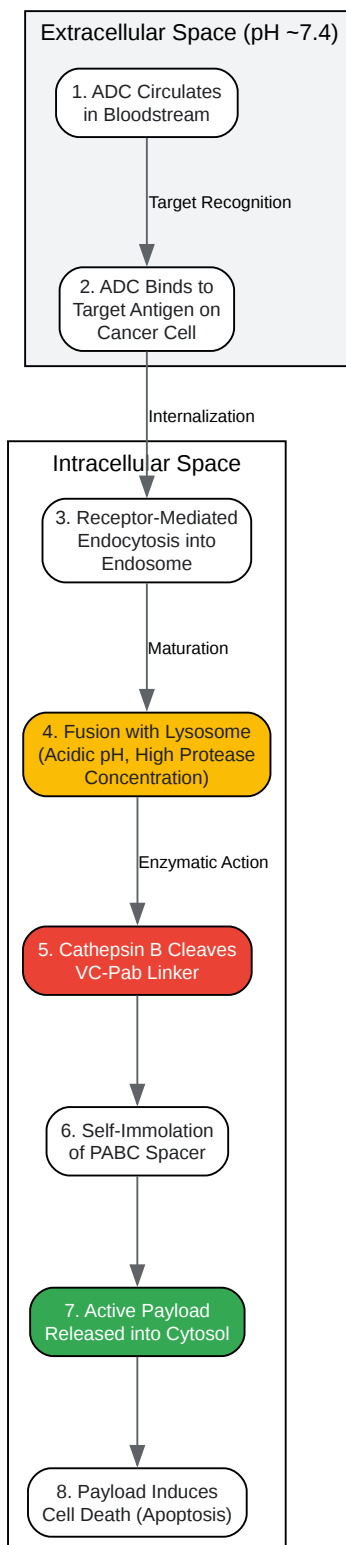 Extracellular Space (pH ~7.4)
1. ADC Circulates
in Bloodstream
Target Recognition
2. ADC Binds to
Target Antigen on
Cancer Cell
Internalization
Intracellular Space
3. Receptor-Mediated
Endocytosis into
Endosome
Maturation
4. Fusion with Lysosome
(Acidic pH, High Protease
Concentration)
Enzymatic Action
5. Cathepsin B Cleaves
VC-Pab Linker
6. Self-Immolation
of PABC Spacer
7. Active Payload
Released into Cytosol
8. Payload Induces
Cell Death (Apoptosis)